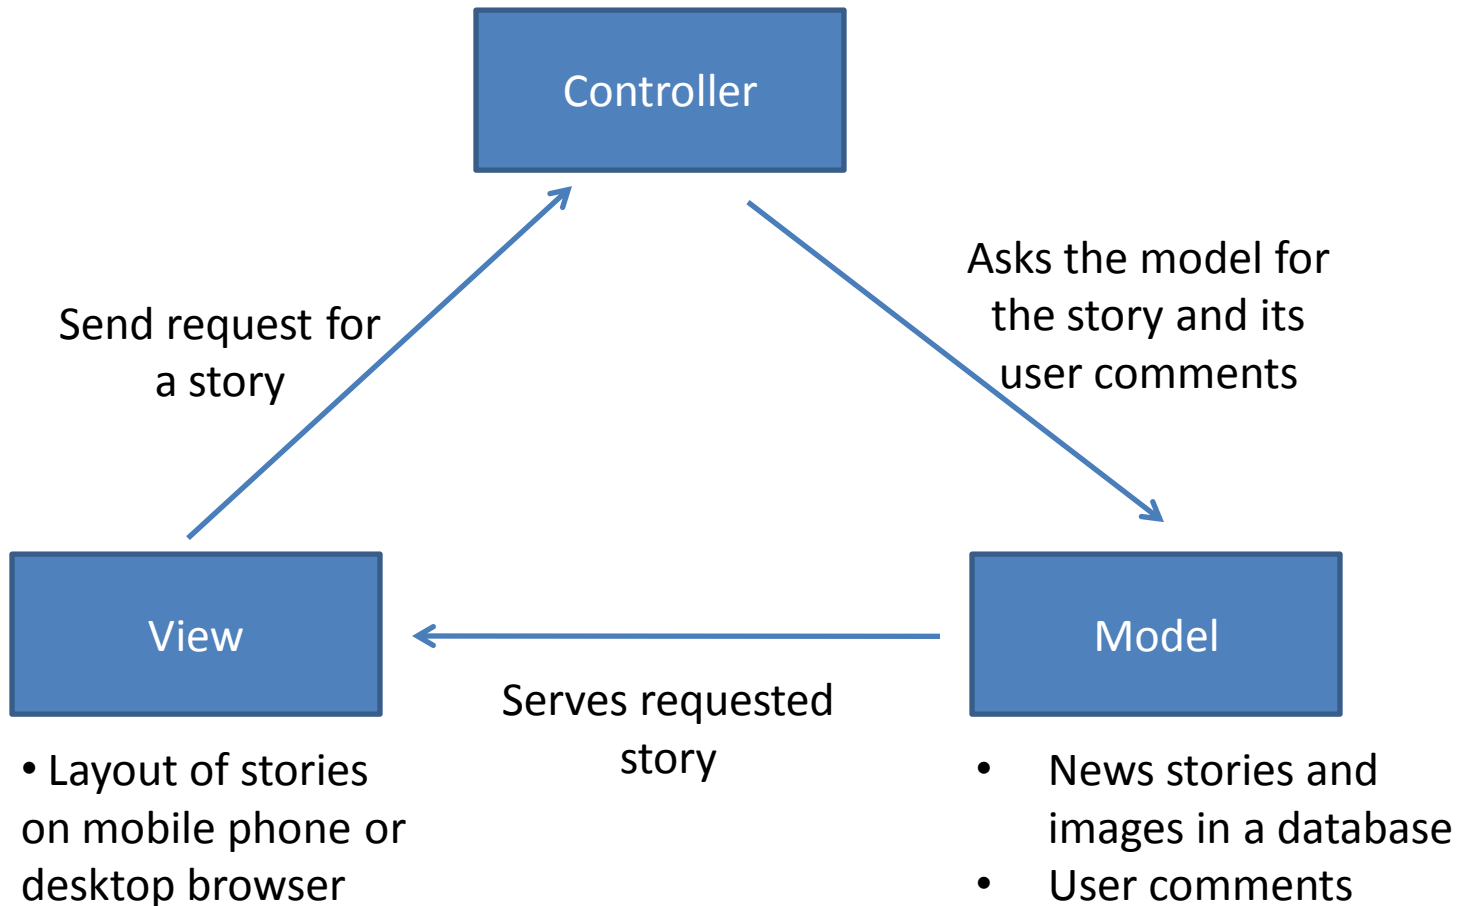 Controller
Asks the model for
the story and its
user comments
Send request for
a story
View
Model
Serves requested
story
• Layout of stories
on mobile phone or
desktop browser
• News stories and
images in a database
• User comments